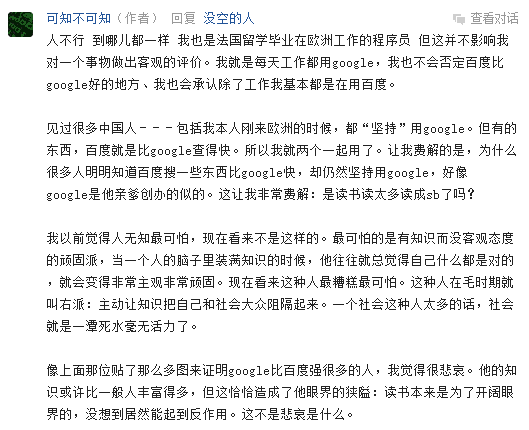 可知不可知（作者） 回复 没空的人 查看对话
人不行 到哪儿都一样 我也是法国留学毕业在欧洲工作的程序员 但这并不影响我
对一个事物做出客观的评价。我就是每天工作都用google，我也不会否定百度比
google好的地方、我也会承认除了工作我基本都是在用百度。
见过很多中国人－－－包括我本人刚来欧洲的时候，都“坚持”用google。但有的
东西，百度就是比google查得快。所以我就两个一起用了。让我费解的是，为什么
很多人明明知道百度搜一些东西比google快，却仍然坚持用google，好像
google是他亲爹创办的似的。这让我非常费解：是读书读太多读成sb了吗？
我以前觉得人无知最可怕，现在看来不是这样的。最可怕的是有知识而没客观态度
的顽固派，当一个人的脑子里装满知识的时候，他往往就总觉得自己什么都是对的
，就会变得非常主观非常顽固。现在看来这种人最糟糕最可怕。这种人在毛时期就
叫右派：主动让知识把自己和社会大众阻隔起来。一个社会这种人太多的话，社会
就是一潭死水毫无活力了。
像上面那位贴了那么多图来证明google比百度强很多的人，我觉得很悲哀。他的知
识或许比一般人丰富得多，但这恰恰造成了他眼界的狭隘：读书本来是为了开阔眼
界的，没想到居然能起到反作用。这不是悲哀是什么。